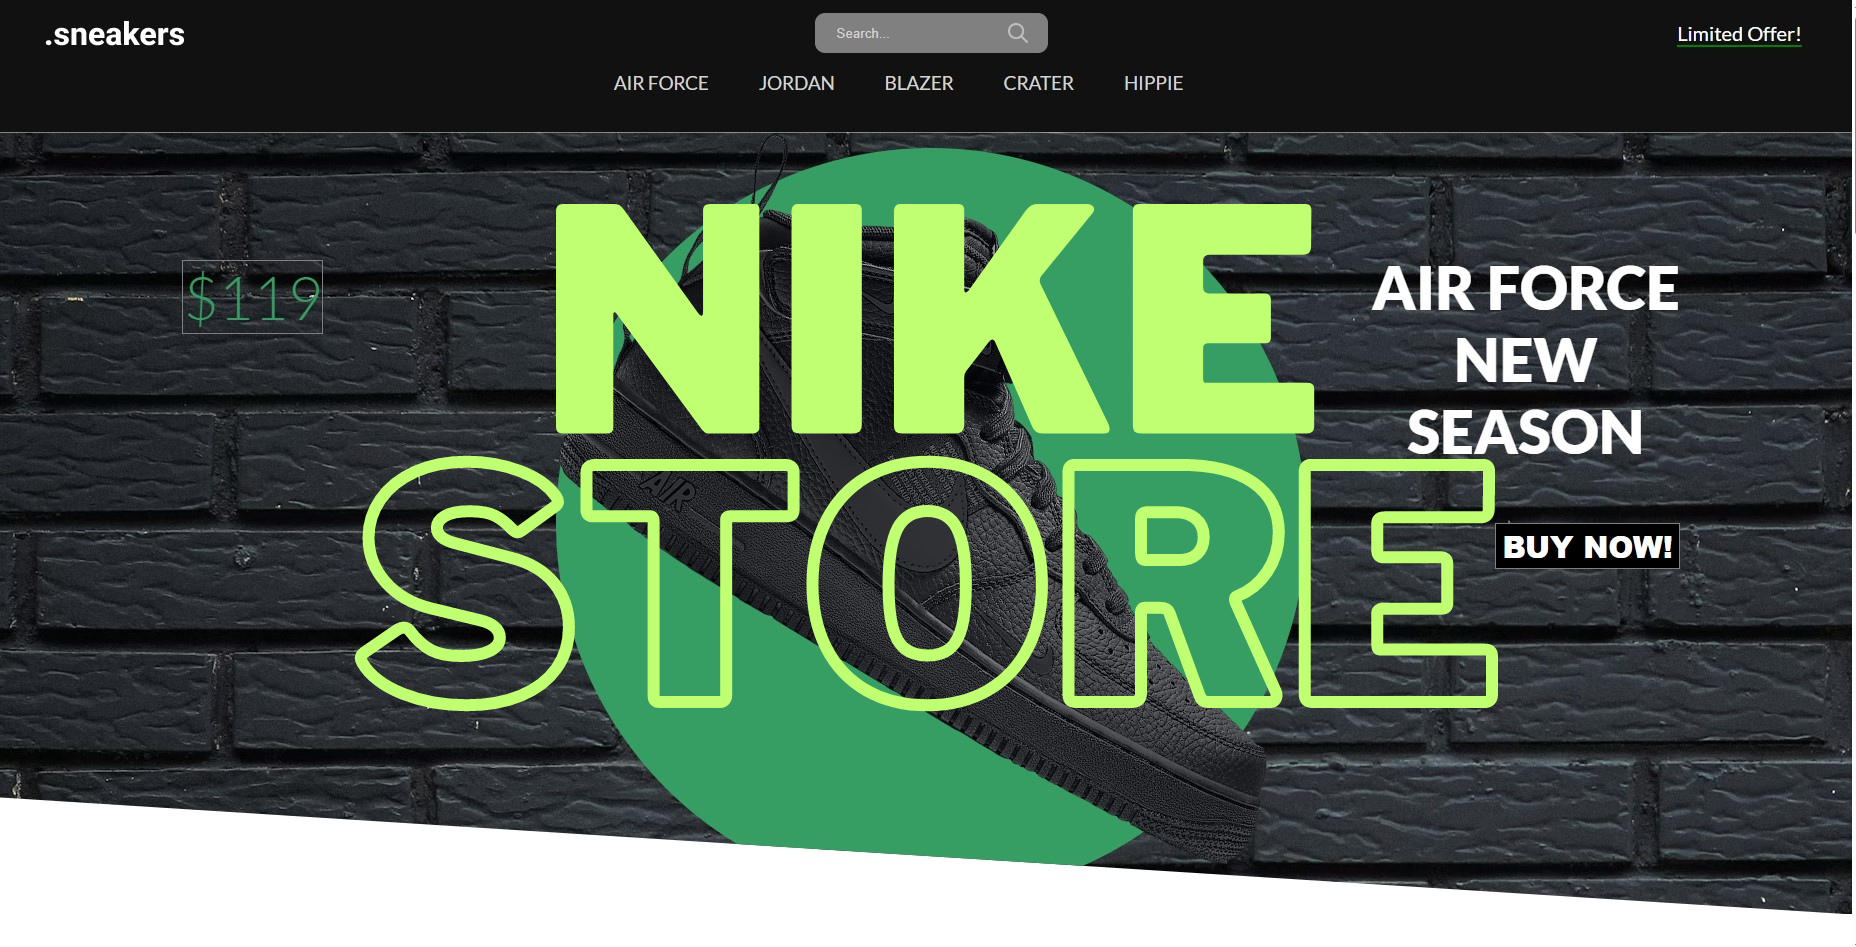 .sneakers
Search...
Limited Offer!
AIR FORCE
JORDAN
BLAZER
CRATER
HIPPIE
$119
NIKE
STORE
AIR
AIR FORCE
NEW
SEASON
BUY NOW!